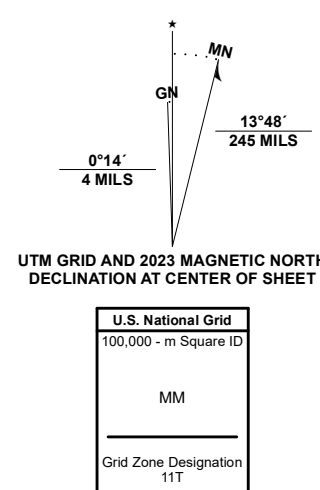 ★
MN
GN
13°48´
245 MILS
0°14´
4 MILS
UTM GRID AND 2023 MAGNETIC NORTH
DECLINATION AT CENTER OF SHEET
U.S. National Grid
100,000 - m Square ID
MM
Grid Zone Designation
11T